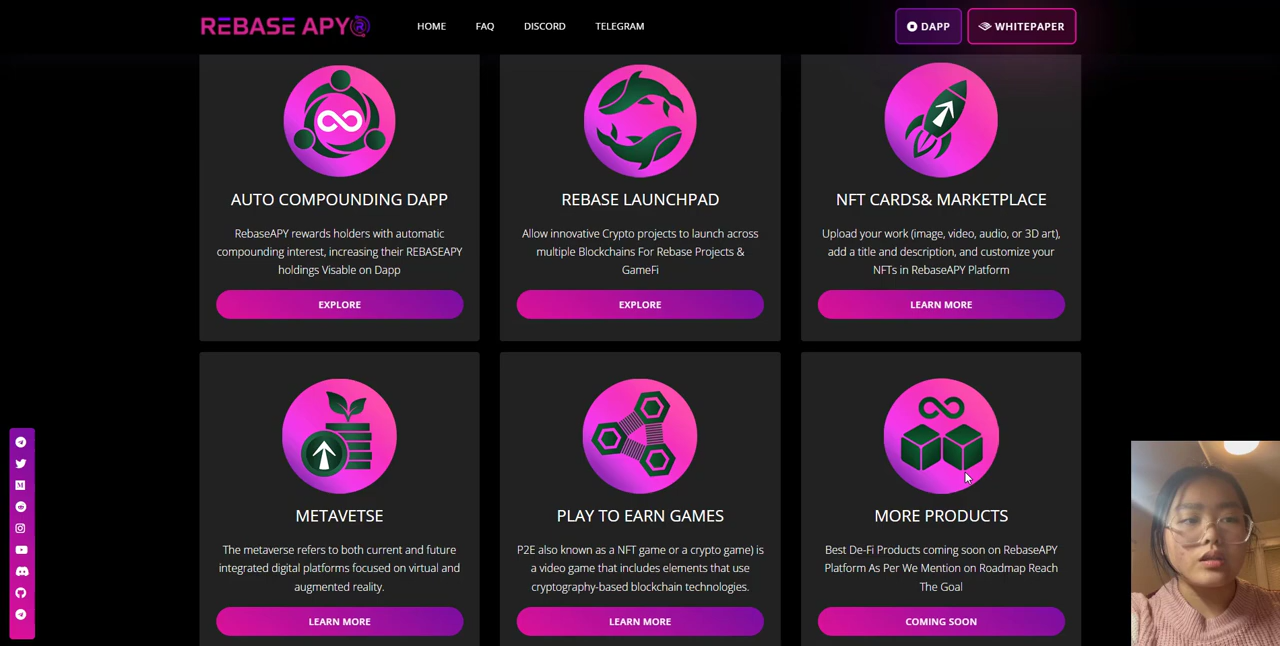 REBASE APY
HOME
FAQ
DISCORD
TELEGRAM
DAPP
WHITEPAPER
AUTO COMPOUNDING DAPP
RebaseAPY rewards holders with automatic
compounding interest, increasing their REBASEAPY
holdings Visable on Dapp
EXPLORE
REBASE LAUNCHPAD
Allow innovative Crypto projects to launch across
multiple Blockchains For Rebase Projects &
GameFi
EXPLORE
NFT CARDS& MARKETPLACE
Upload your work (image, video, audio, or 3D art),
add a title and description, and customize your
NFTs in RebaseAPY Platform
LEARN MORE
METAVETSE
The metaverse refers to both current and future
integrated digital platforms focused on virtual and
augmented reality.
LEARN MORE
PLAY TO EARN GAMES
P2E also known as a NFT game or a crypto game) is
a video game that includes elements that use
cryptography-based blockchain technologies.
LEARN MORE
MORE PRODUCTS
Best De-Fi Products coming soon on RebaseAPY
Platform As Per We Mention on Roadmap Reach
The Goal
COMING SOON